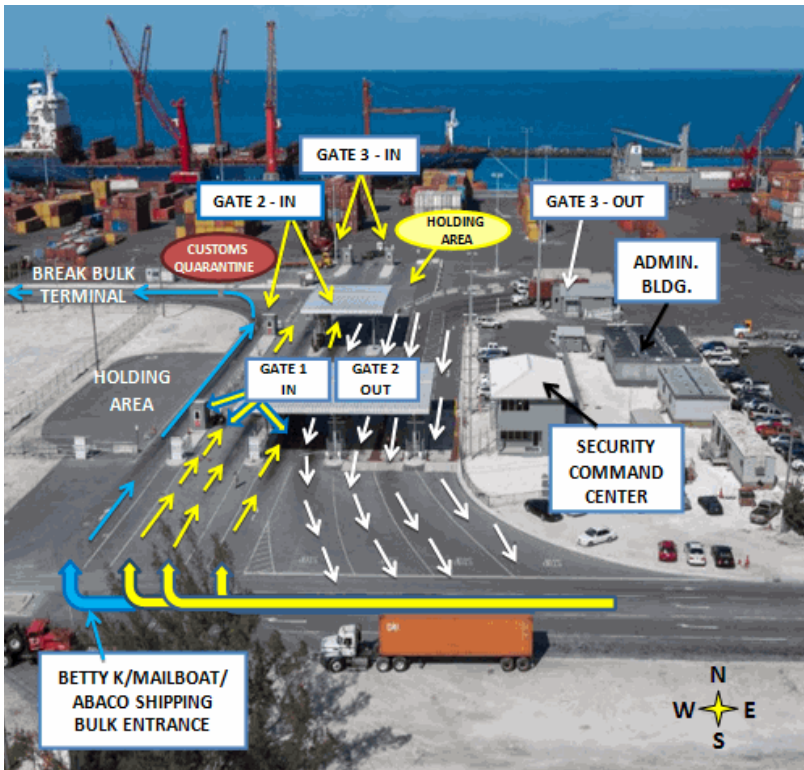 GATE 3 - IN
GATE 2 - IN
GATE 3 - OUT
HOLDING
AREA
CUSTOMS
QUARANTINE
ADMIN.
BLDG.
BREAK BULK
TERMINAL
HOLDING
AREA
GATE 1
IN
GATE 2
OUT
SECURITY
COMMAND
CENTER
BETTY K/MAILBOAT/
ABACO SHIPPING
BULK ENTRANCE
N
W
E
S